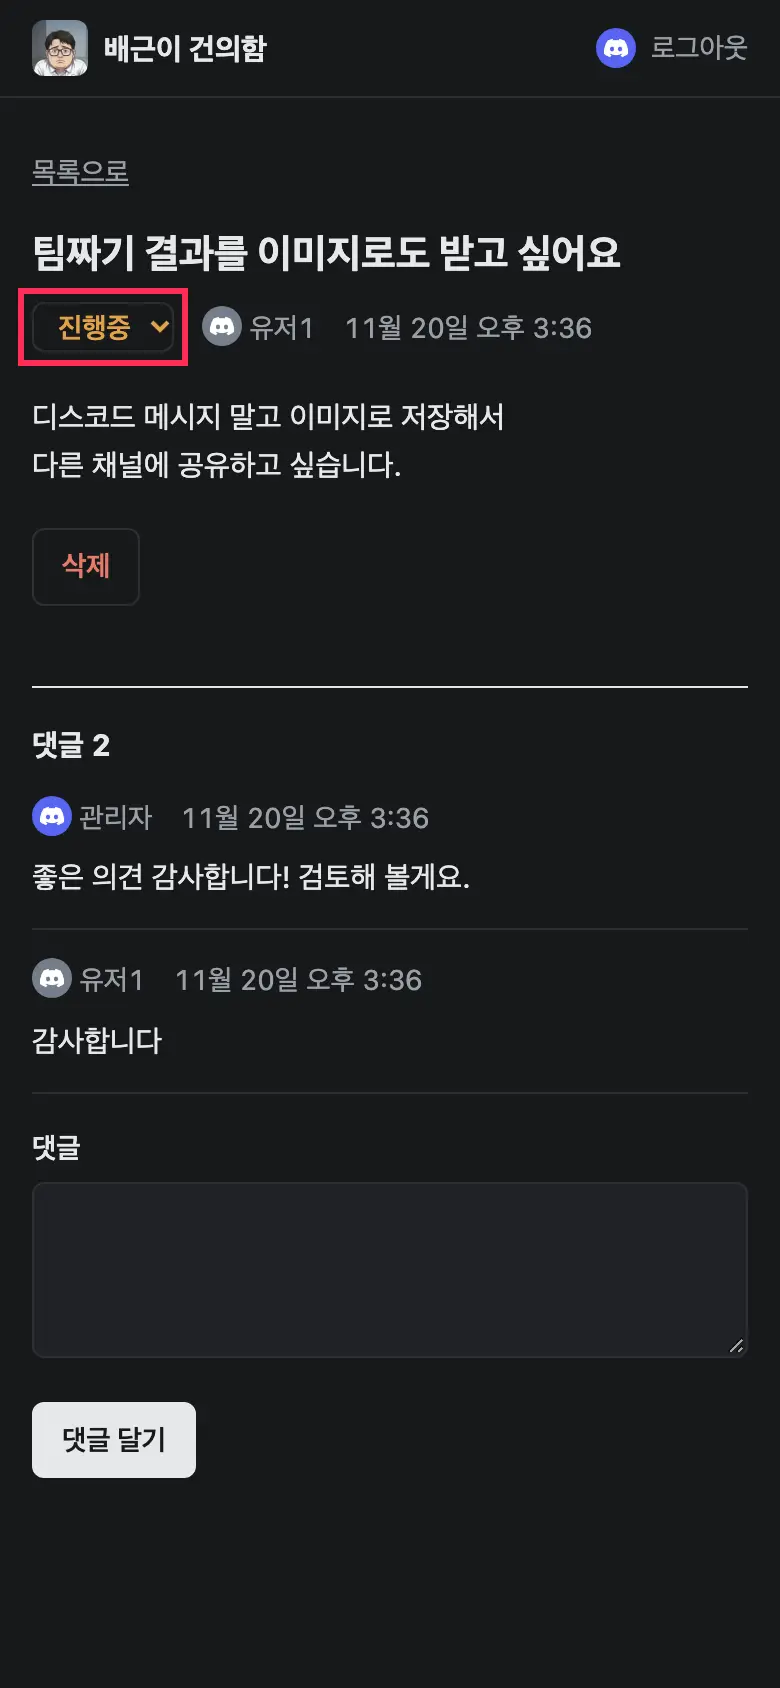 배근이 건의함
로그아웃
목록으로
팀짜기 결과를 이미지로도 받고 싶어요
진행중
유저1 11월 20일 오후 3:36
디스코드 메시지 말고 이미지로 저장해서
다른 채널에 공유하고 싶습니다.
삭제
댓글 2
관리자 11월 20일 오후 3:36
좋은 의견 감사합니다! 검토해 볼게요.
유저1 11월 20일 오후 3:36
감사합니다
댓글
댓글 달기